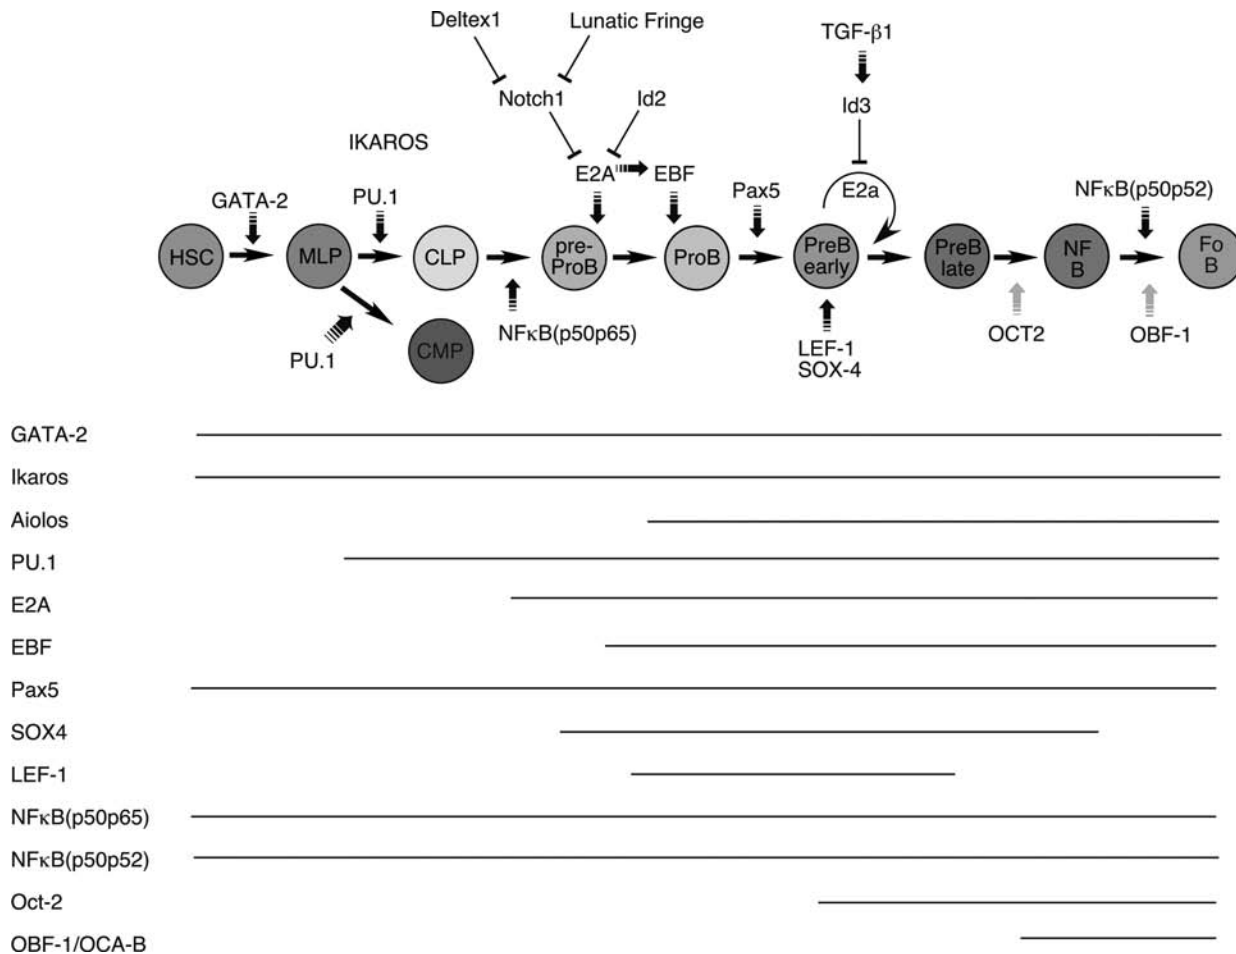 Deltex1
Lunatic Fringe
TGF-β1
Notch1
Id2
Id3
IKAROS
E2A
EBF
E2a
GATA-2
PU.1
Pax5
NFκB(p50p52)
HSC
MLP
CLP
pre-
ProB
ProB
PreB
early
PreB
late
NF
B
Fo
B
PU.1
CMP
NFκB(p50p65)
LEF-1
SOX-4
OCT2
OBF-1
GATA-2
Ikaros
Aiolos
PU.1
E2A
EBF
Pax5
SOX4
LEF-1
NFκB(p50p65)
NFκB(p50p52)
Oct-2
OBF-1/OCA-B